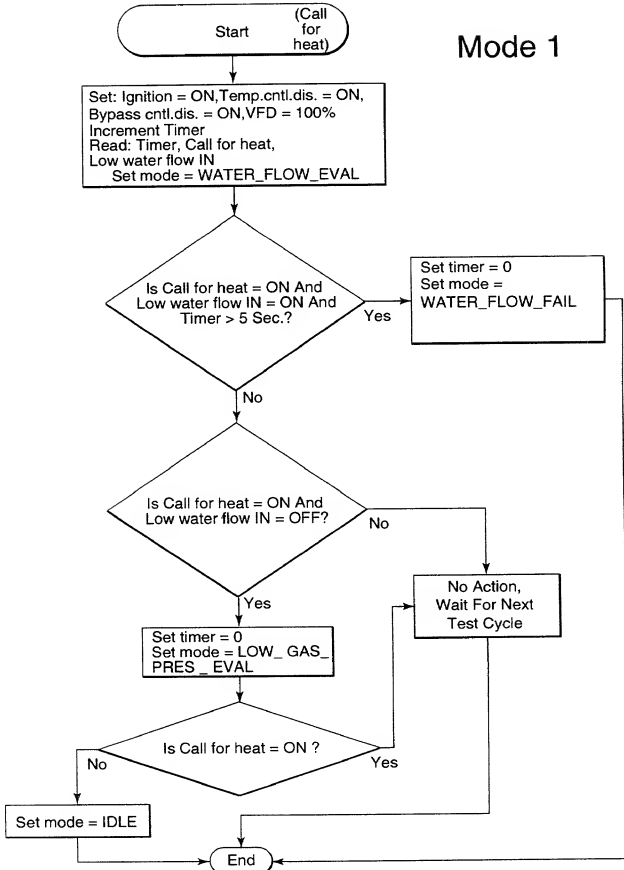 Mode 1
Start
(Call
for
heat)
Set: Ignition = ON,Temp.cntl.dis. = ON,
Bypass cntl.dis. = ON,VFD = 100%
Increment Timer
Read: Timer, Call for heat,
Low water flow IN
Set mode = WATER_FLOW_EVAL
Is Call for heat = ON And
Low water flow IN = ON And
Timer > 5 Sec.?
Yes
Set timer = 0
Set mode =
WATER_FLOW_FAIL
No
Is Call for heat = ON And
Low water flow IN = OFF?
No
Yes
No Action,
Wait For Next
Test Cycle
Set timer = 0
Set mode = LOW_ GAS_
PRES _ EVAL
Is Call for heat = ON ?
No
Yes
Set mode = IDLE
End